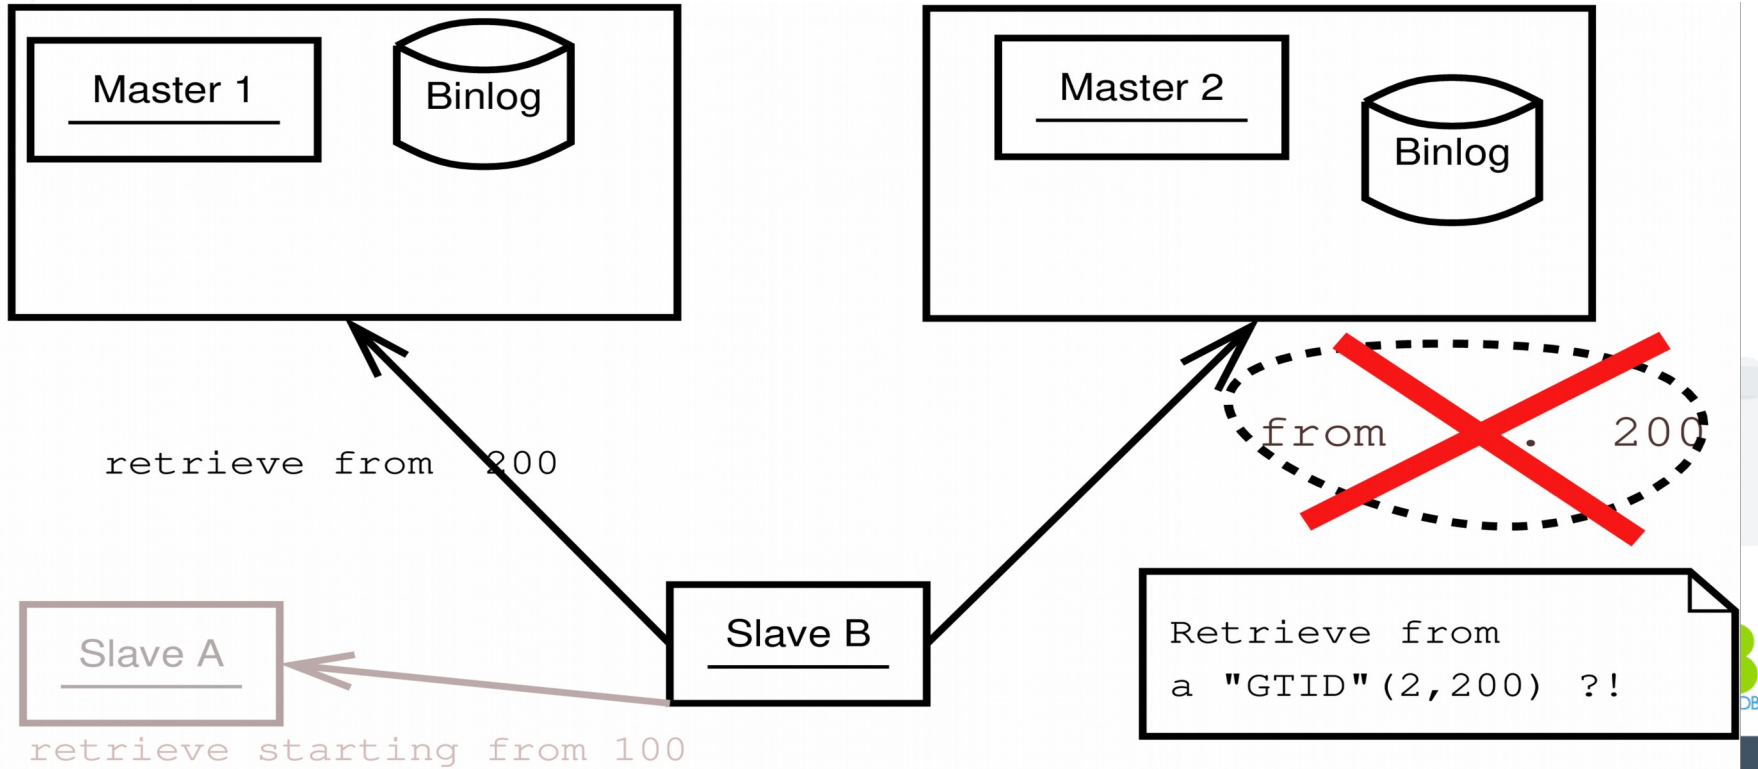 Master 1
Binlog
Master 2
Binlog
retrieve from 200
from . 200
Slave B
Slave A
Retrieve from
a "GTID"(2,200) ?!
retrieve starting from 100
DB